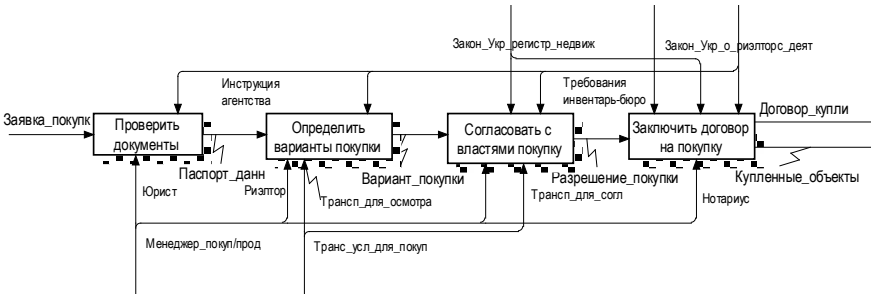 Закон_Укр_регистр_недвиж
Закон_Укр_о_риэлторс_деят
Инструкция
агентства
Требования
инвентарь-бюро
Заявка_покупк
Договор_купли
Проверить
документы
Определить
варианты покупки
Согласовать с
властями покупку
Заключить договор
на покупку
Паспорт_данн
Вариант_покупки
Разрешение_покупки
Купленные_объекты
Юрист
Риэлтор
Трансп_для_осмотра
Трансп_для_согл
Нотариус
Менеджер_покуп/прод
Транс_усл_для_покуп